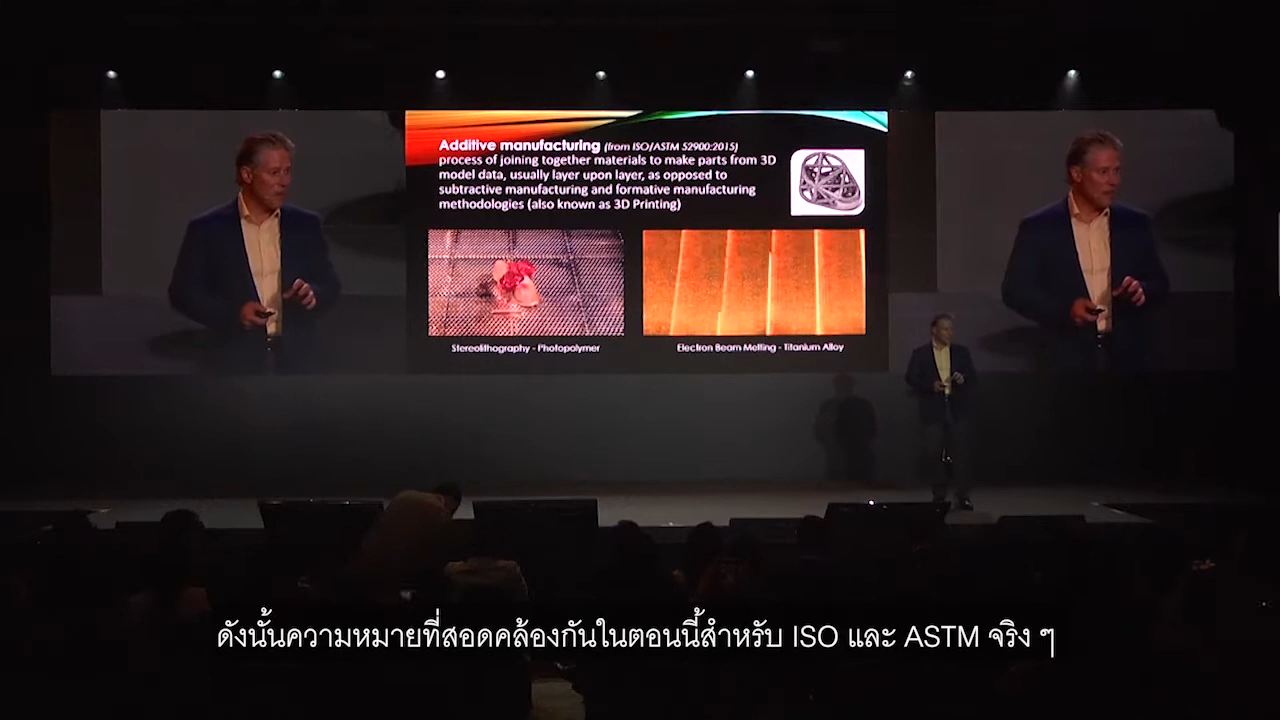 Additive manufacturing (from ISO/ASTM 52900:2015)
process of joining together materials to make parts from 3D
model data, usually layer upon layer, as opposed to
subtractive manufacturing and formative manufacturing
methodologies (also known as 3D Printing)
Stereolithography - Photopolymer
Electron Beam Melting - Titanium Alloy
ดังนั้นความหมายที่สอดคล้องกันในตอนนี้สำหรับ ISO และ ASTM จริง ๆ